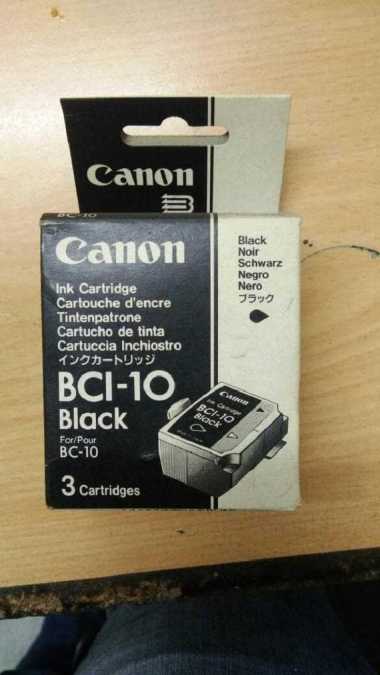 Canon
BC-10
Canon
Ink Cartridge
Cartouche d'encre
Tintenpatrone
Cartucho de tinta
Cartuccia Inchiostro
インクカートリッジ
BCI-10
Black
For/Pour
BC-10
3 Cartridges
Black
Noir
Schwarz
Negro
Nero
ブラック
Canon
Ink Cartridge
BCI-10
Black